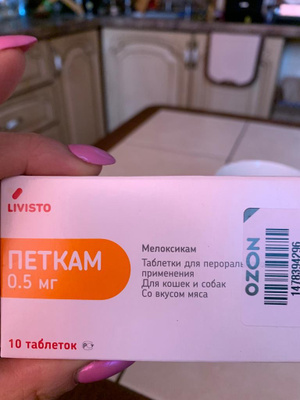 LIVISTO
ПЕТКАМ
0.5 мг
10 таблеток
Мелоксикам
Таблетки для перораль
применения
Для кошек и собак
Со вкусом мяса
OZON
1478394296